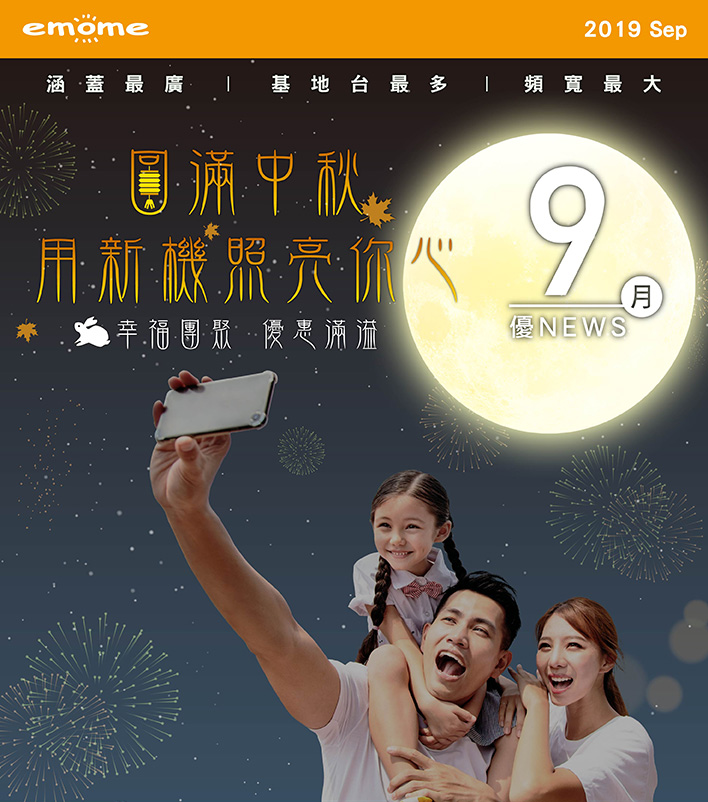 emome
2019 Sep
涵蓋最廣 | 基地台最多 | 頻寬最大
圓滿中秋
用新機照亮你心
幸福團聚 優惠滿溢
9
月
優NEWS